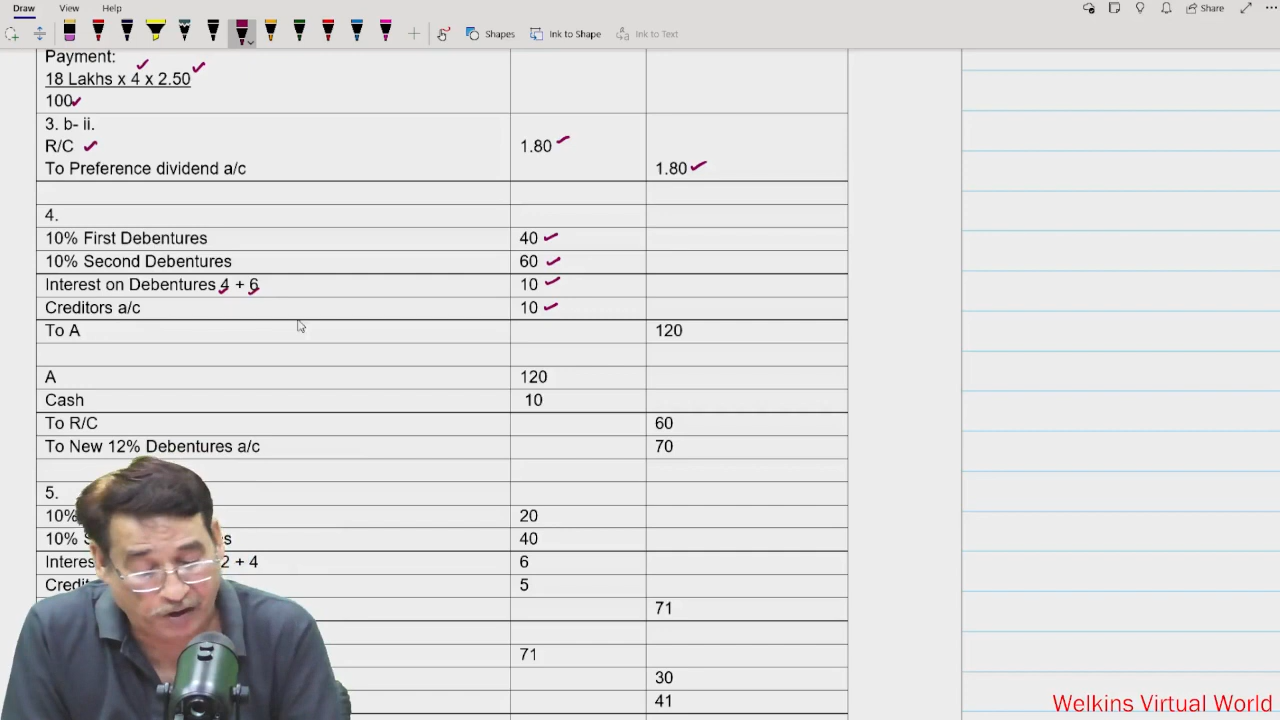 Draw View Help
Share
Shapes Ink to Shape Ink to Text
Payment:
18 Lakhs x 4 x 2.50
100
3. b- ii.
R/C 1.80
To Preference dividend a/c 1.80
4.
10% First Debentures 40
10% Second Debentures 60
Interest on Debentures 4 + 6 10
Creditors a/c 10
To A 120
A 120
Cash 10
To R/C 60
To New 12% Debentures a/c 70
5.
10% 20
10% 40
2 + 4 6
5
71
71
30
41
Welkins Virtual World